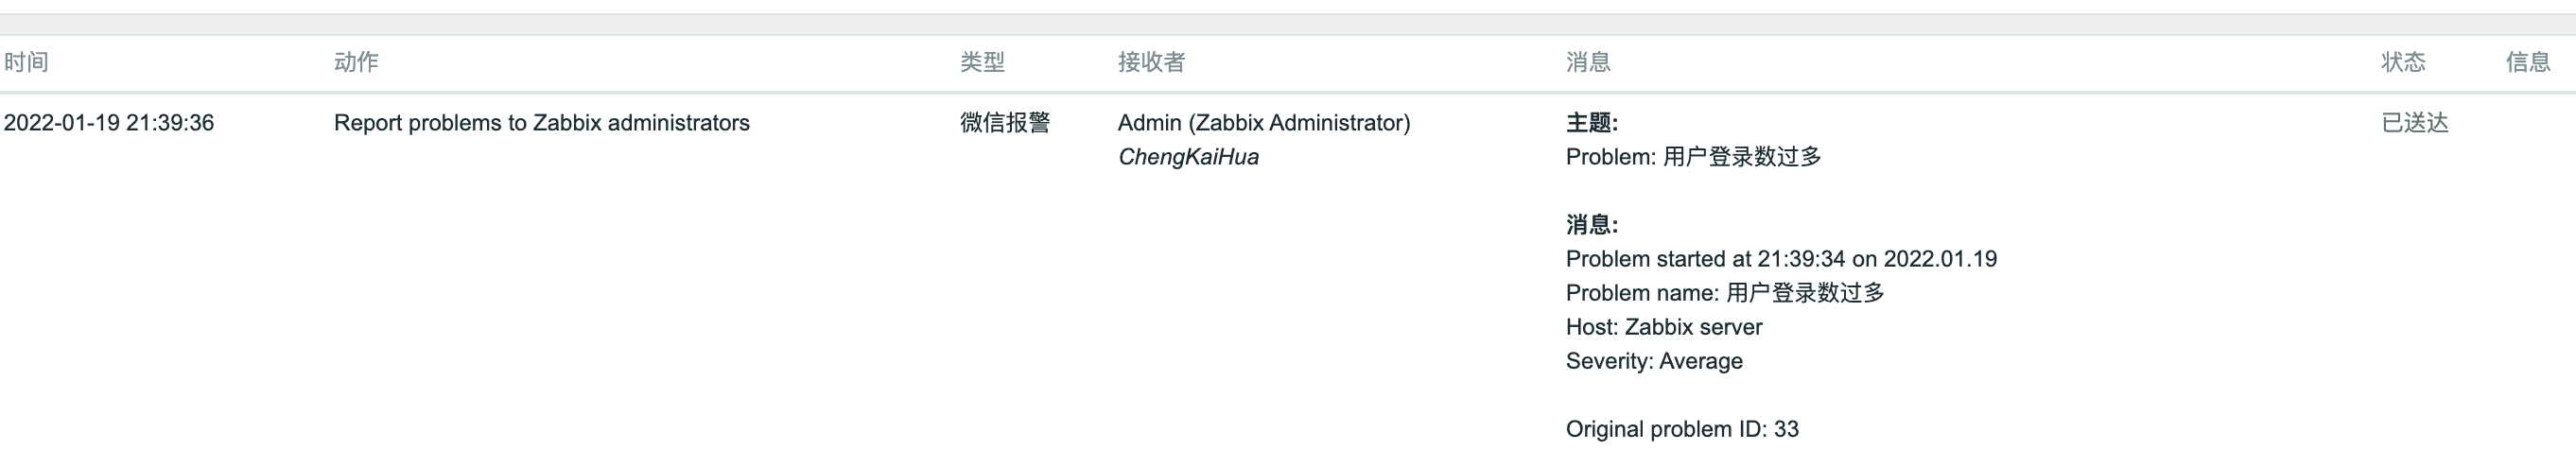 时间 动作 类型 接收者 消息 状态 信息
2022-01-19 21:39:36 Report problems to Zabbix administrators 微信报警 Admin (Zabbix Administrator) 主题: 已送达
ChengKaiHua Problem: 用户登录数过多
消息:
Problem started at 21:39:34 on 2022.01.19
Problem name: 用户登录数过多
Host: Zabbix server
Severity: Average
Original problem ID: 33